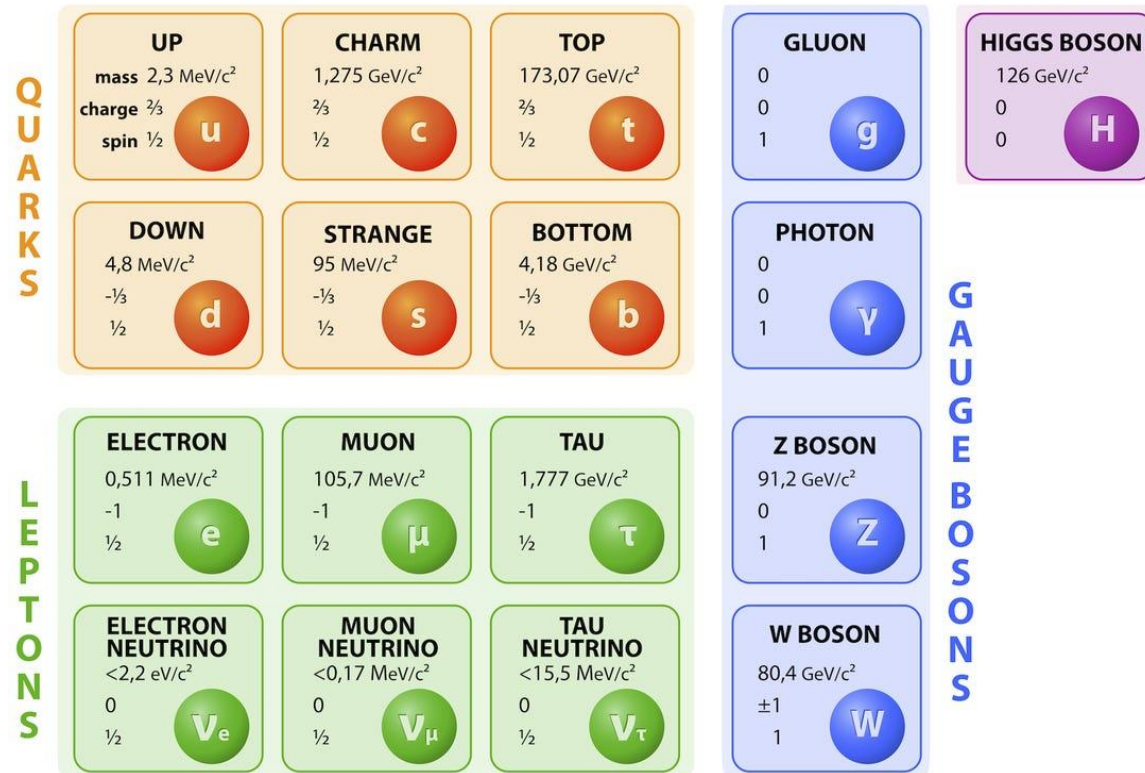 QUARKS
UP
mass 2,3 MeV/c²
charge ⅔
spin ½
u
CHARM
1,275 GeV/c²
⅔
½
c
TOP
173,07 GeV/c²
⅔
½
t
DOWN
4,8 MeV/c²
-⅓
½
d
STRANGE
95 MeV/c²
-⅓
½
s
BOTTOM
4,18 GeV/c²
-⅓
½
b
LEPTONS
ELECTRON
0,511 MeV/c²
-1
½
e
MUON
105,7 MeV/c²
-1
½
μ
TAU
1,777 GeV/c²
-1
½
τ
ELECTRON
NEUTRINO
<2,2 eV/c²
0
½
νe
MUON
NEUTRINO
<0,17 MeV/c²
0
½
νμ
TAU
NEUTRINO
<15,5 MeV/c²
0
½
ντ
GLUON
0
0
1
g
PHOTON
0
0
1
γ
Z BOSON
91,2 GeV/c²
0
1
Z
W BOSON
80,4 GeV/c²
±1
1
W
GAUGE BOSONS
HIGGS BOSON
126 GeV/c²
0
0
H